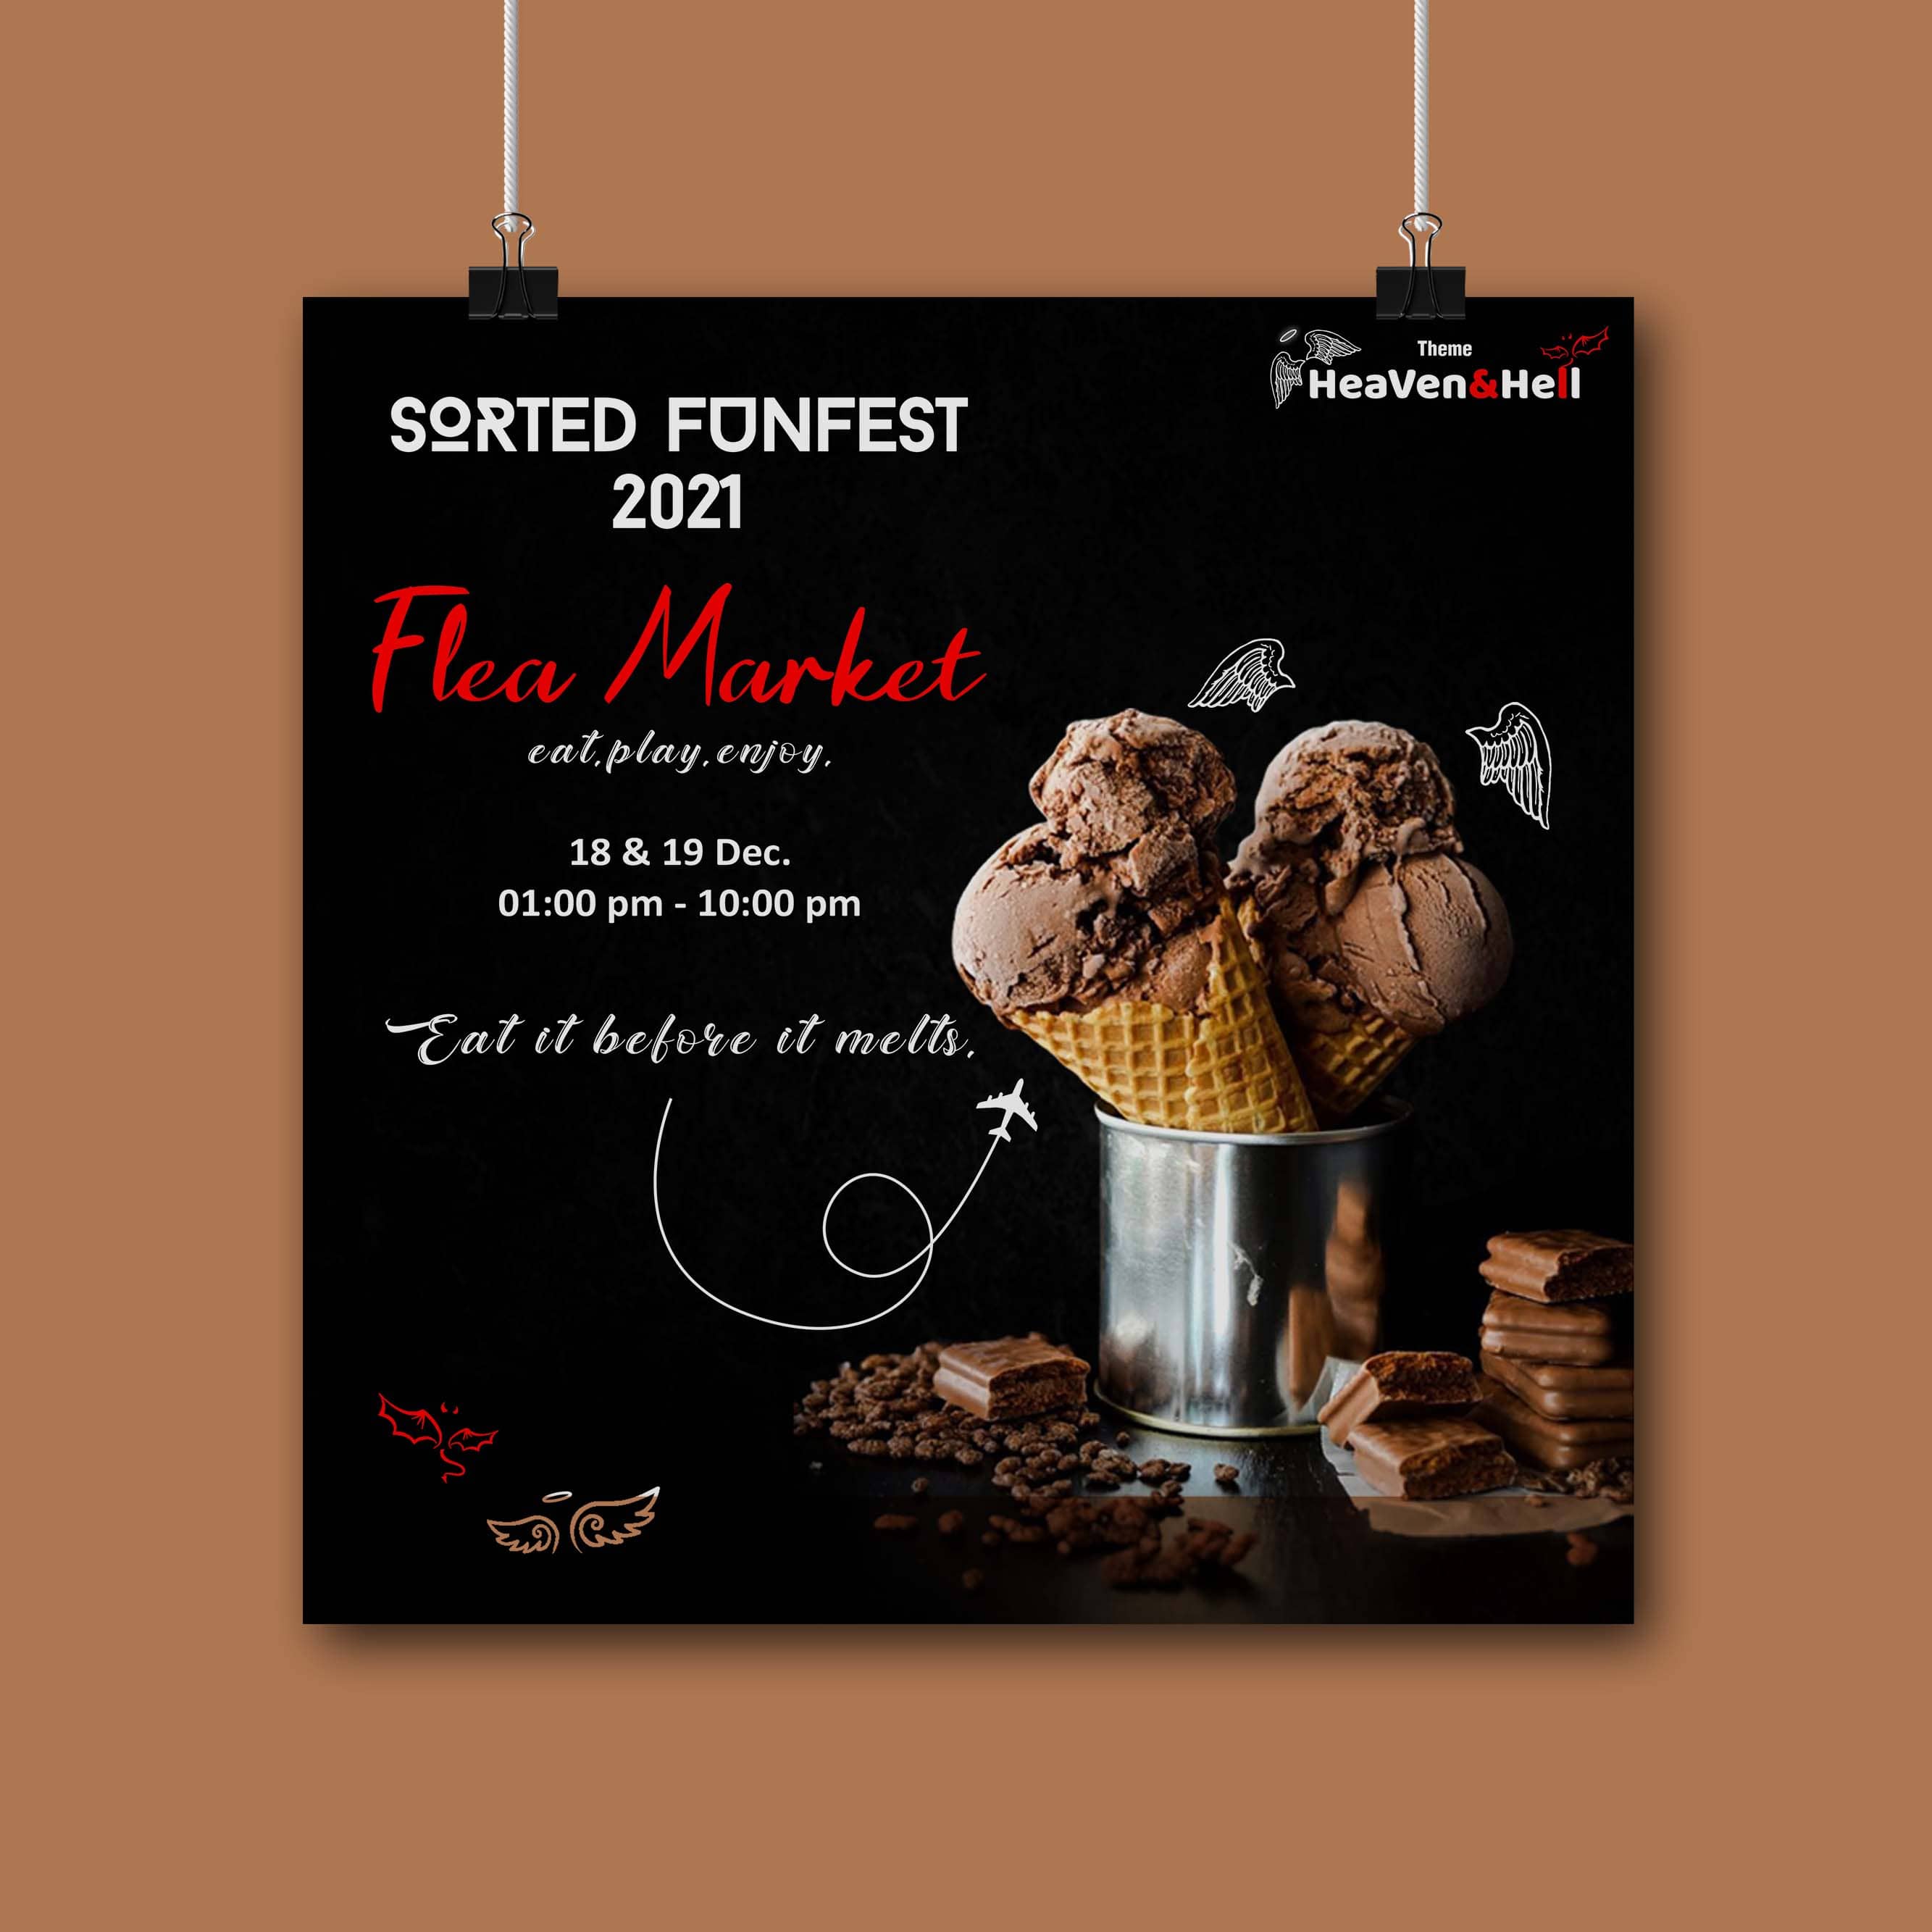 Theme
HeaVen&Hell
SORTED FUNFEST
2021
Flea Market
eat.play.enjoy.
18 & 19 Dec.
01:00 pm - 10:00 pm
Eat it before it melts.